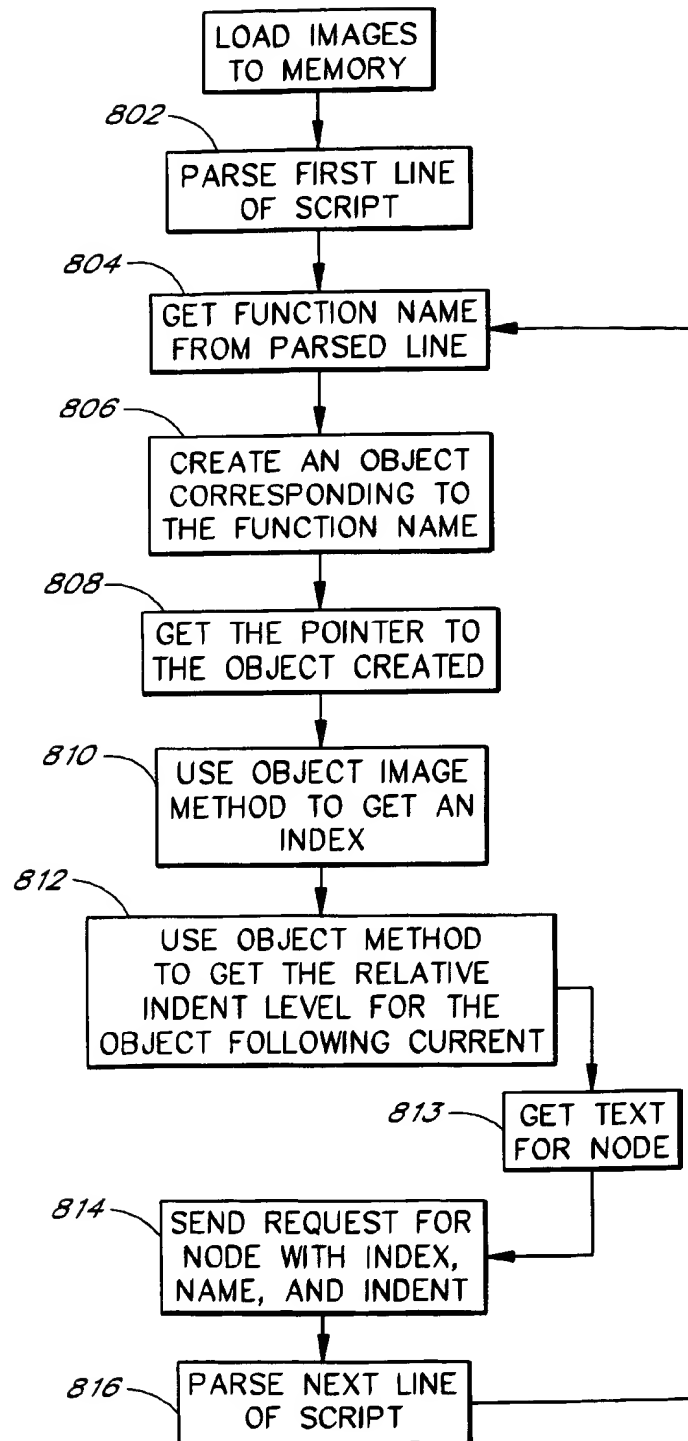 LOAD IMAGES
TO MEMORY
802
PARSE FIRST LINE
OF SCRIPT
804
GET FUNCTION NAME
FROM PARSED LINE
806
CREATE AN OBJECT
CORRESPONDING TO
THE FUNCTION NAME
808
GET THE POINTER TO
THE OBJECT CREATED
810
USE OBJECT IMAGE
METHOD TO GET AN
INDEX
812
USE OBJECT METHOD
TO GET THE RELATIVE
INDENT LEVEL FOR THE
OBJECT FOLLOWING CURRENT
813
GET TEXT
FOR NODE
814
SEND REQUEST FOR
NODE WITH INDEX,
NAME, AND INDENT
816
PARSE NEXT LINE
OF SCRIPT